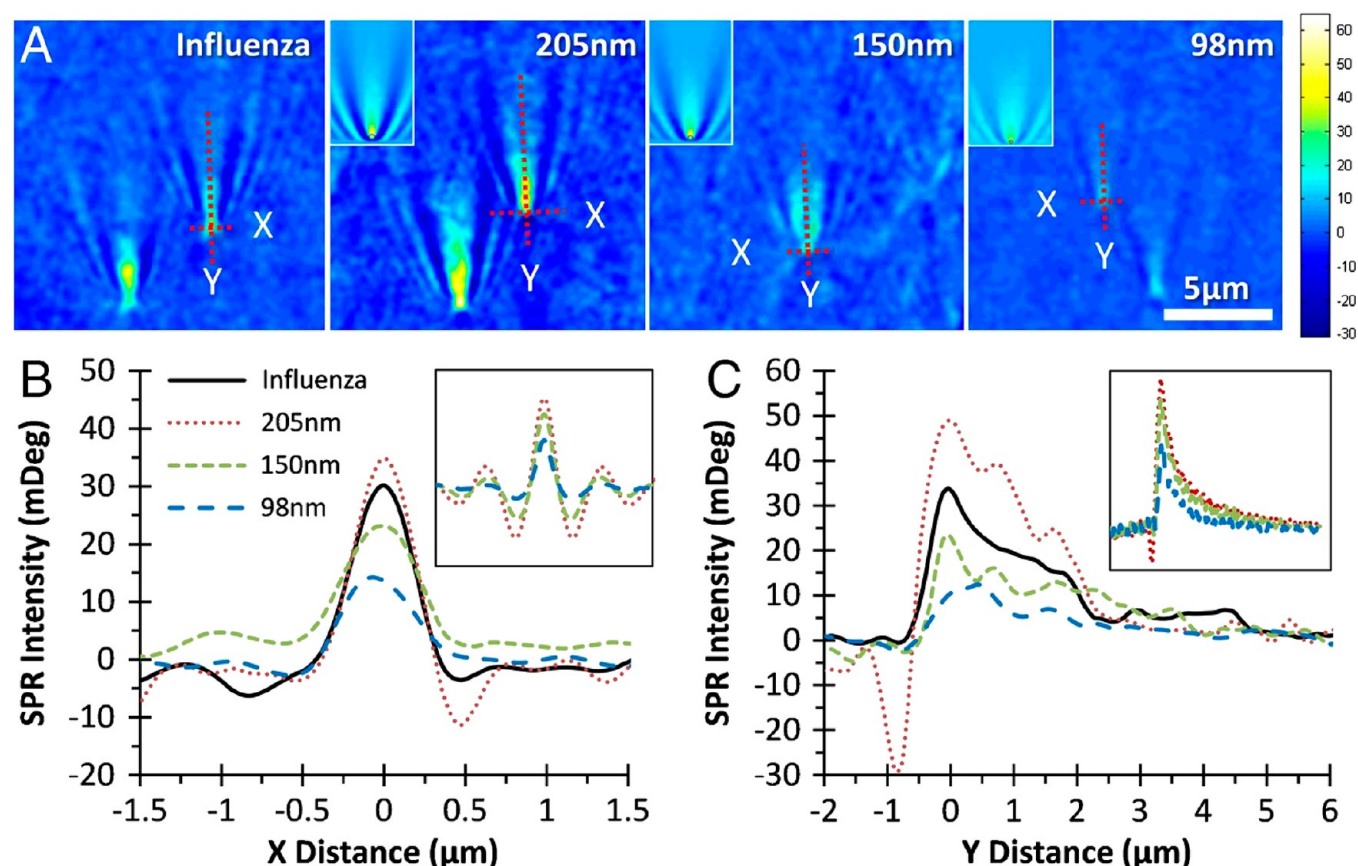 A
Influenza
205nm
150nm
98nm
X
Y
X
Y
X
Y
X
Y
5μm
60
50
40
30
20
10
0
-10
-20
-30
B
50
40
30
20
10
0
-10
-20
SPR Intensity (mDeg)
Influenza
205nm
150nm
98nm
-1.5
-1
-0.5
0
0.5
1
1.5
X Distance (μm)
C
60
50
40
30
20
10
0
-10
-20
-30
SPR Intensity (mDeg)
-2
-1
0
1
2
3
4
5
6
Y Distance (μm)